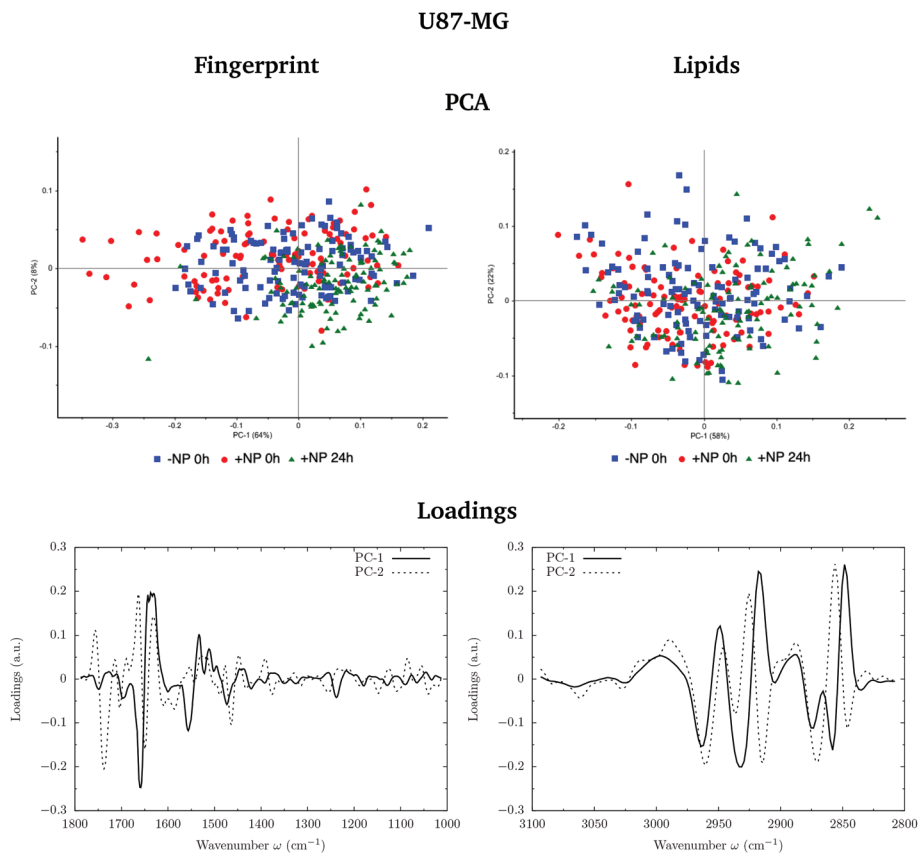 U87-MG
Fingerprint Lipids
PCA
PC-2 (8%)
0.1
0
-0.1
-0.3 -0.2 -0.1 0 0.1 0.2
PC-1 (64%)
-NP 0h +NP 0h +NP 24h
PC-2 (22%)
0.2
0.1
0
-0.1
-0.2 -0.1 0 0.1 0.2
PC-1 (58%)
-NP 0h +NP 0h +NP 24h
Loadings
Loadings (a.u.)
0.3
0.2
0.1
0
−0.1
−0.2
−0.3
1800 1700 1600 1500 1400 1300 1200 1100 1000
Wavenumber ω (cm⁻¹)
PC-1
PC-2
Loadings (a.u.)
0.3
0.2
0.1
0
−0.1
−0.2
−0.3
3100 3050 3000 2950 2900 2850 2800
Wavenumber ω (cm⁻¹)
PC-1
PC-2